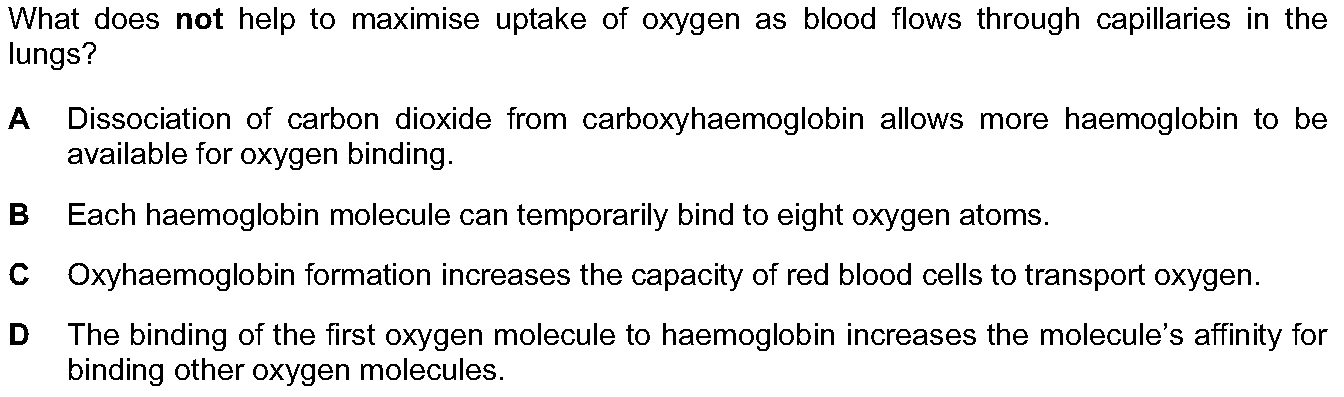 What does not help to maximise uptake of oxygen as blood flows through capillaries in the
lungs?
A Dissociation of carbon dioxide from carboxyhaemoglobin allows more haemoglobin to be
available for oxygen binding.
B Each haemoglobin molecule can temporarily bind to eight oxygen atoms.
C Oxyhaemoglobin formation increases the capacity of red blood cells to transport oxygen.
D The binding of the first oxygen molecule to haemoglobin increases the molecule's affinity for
binding other oxygen molecules.